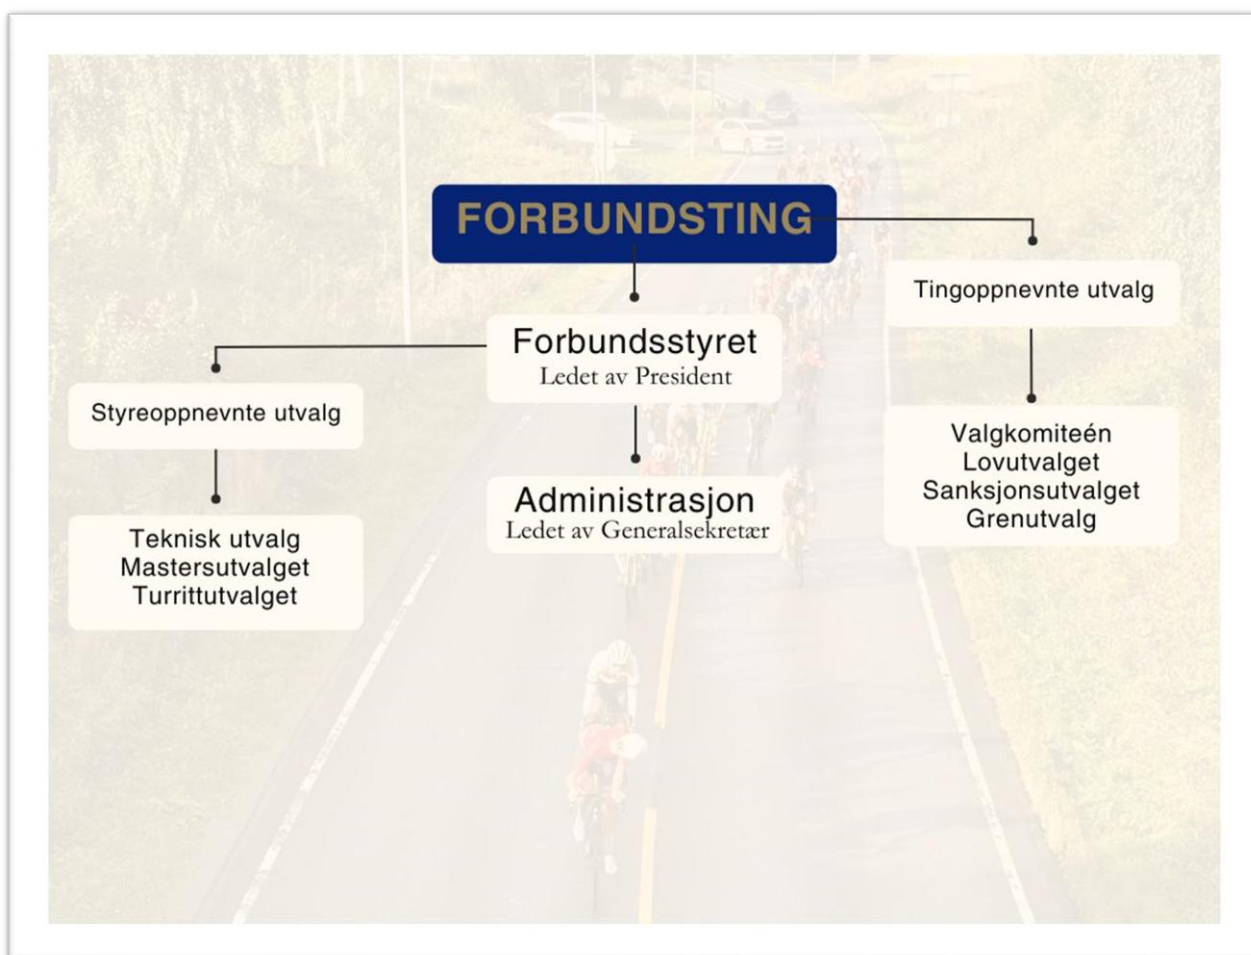 FORBUNDSTING
Tingoppnevnte utvalg
Forbundsstyret
Ledet av President
Styreoppnevnte utvalg
Valgkomiteén
Lovutvalget
Sanksjonsutvalget
Grenutvalg
Administrasjon
Ledet av Generalsekretær
Teknisk utvalg
Mastersutvalget
Turrittutvalget